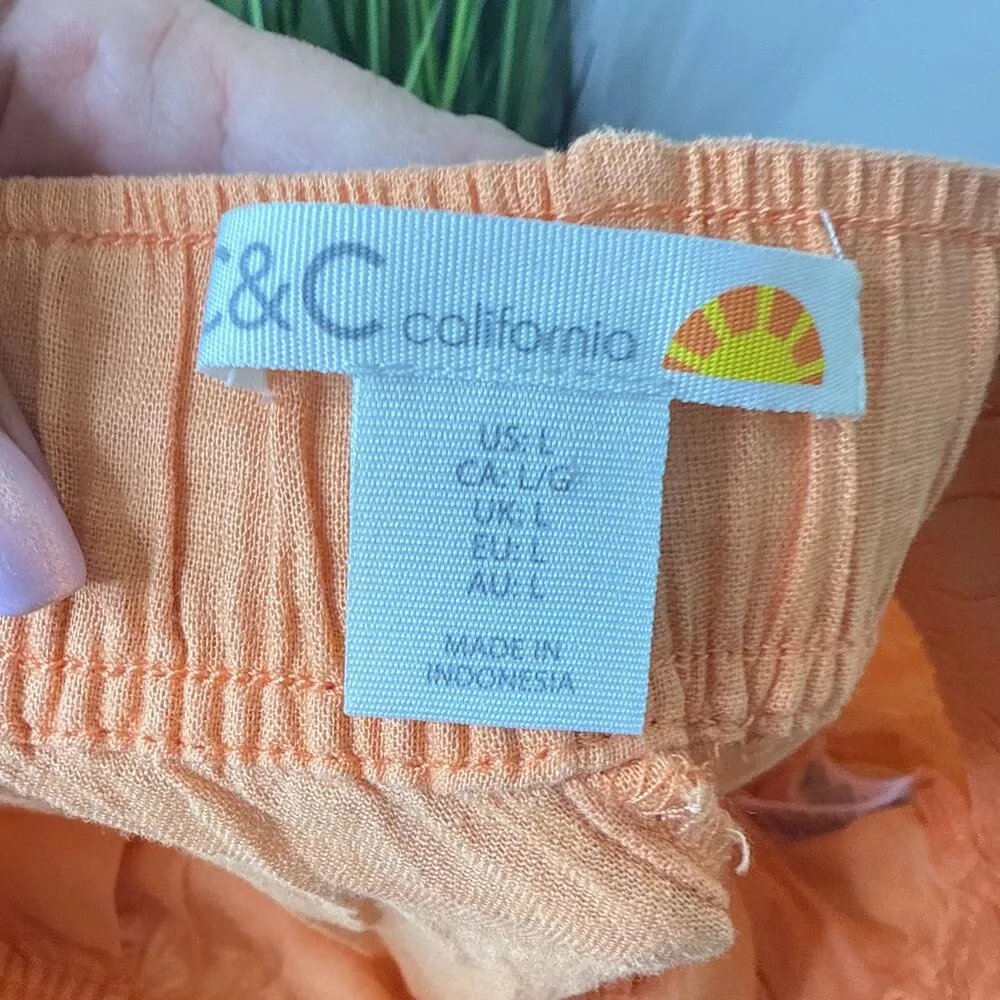 C&C california
US: L
CA: L/G
UK: L
EU: L
AU: L
MADE IN
INDONESIA